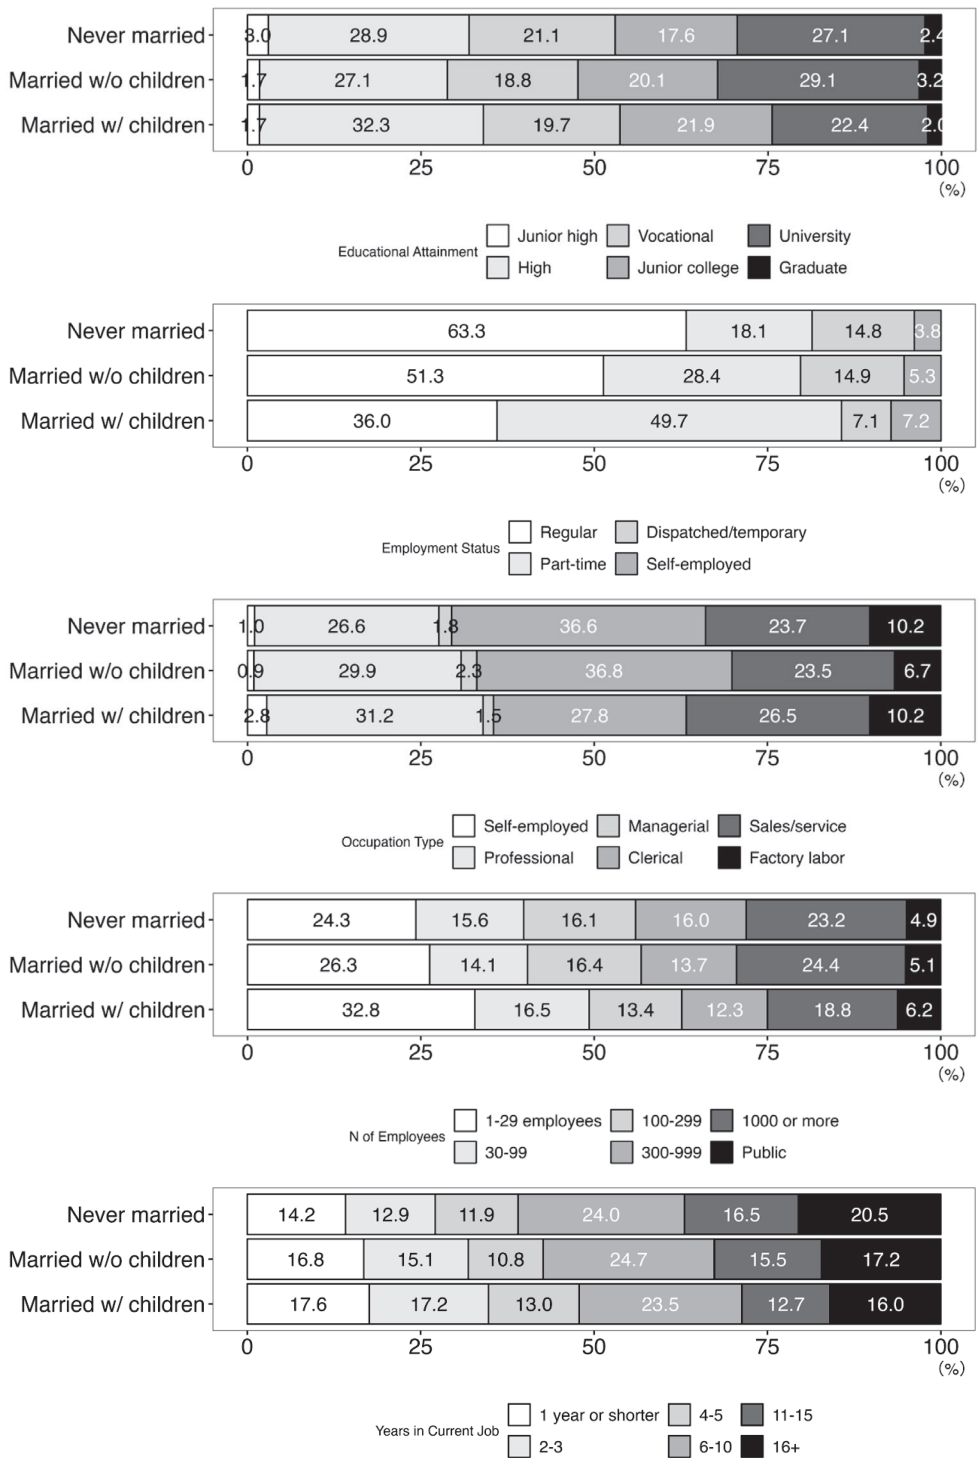 Never married 3.0 28.9 21.1 17.6 27.1 2.4
Married w/o children 1.7 27.1 18.8 20.1 29.1 3.2
Married w/ children 1.7 32.3 19.7 21.9 22.4 2.0
0 25 50 75 100
(%)
Junior high Vocational University
Educational Attainment
High Junior college Graduate
Never married 63.3 18.1 14.8 3.8
Married w/o children 51.3 28.4 14.9 5.3
Married w/ children 36.0 49.7 7.1 7.2
0 25 50 75 100
(%)
Regular Dispatched/temporary
Employment Status
Part-time Self-employed
Never married 1.0 26.6 1.8 36.6 23.7 10.2
Married w/o children 0.9 29.9 2.3 36.8 23.5 6.7
Married w/ children 2.8 31.2 1.5 27.8 26.5 10.2
0 25 50 75 100
(%)
Self-employed Managerial Sales/service
Occupation Type
Professional Clerical Factory labor
Never married 24.3 15.6 16.1 16.0 23.2 4.9
Married w/o children 26.3 14.1 16.4 13.7 24.4 5.1
Married w/ children 32.8 16.5 13.4 12.3 18.8 6.2
0 25 50 75 100
(%)
1-29 employees 100-299 1000 or more
N of Employees
30-99 300-999 Public
Never married 14.2 12.9 11.9 24.0 16.5 20.5
Married w/o children 16.8 15.1 10.8 24.7 15.5 17.2
Married w/ children 17.6 17.2 13.0 23.5 12.7 16.0
0 25 50 75 100
(%)
1 year or shorter 4-5 11-15
Years in Current Job
2-3 6-10 16+